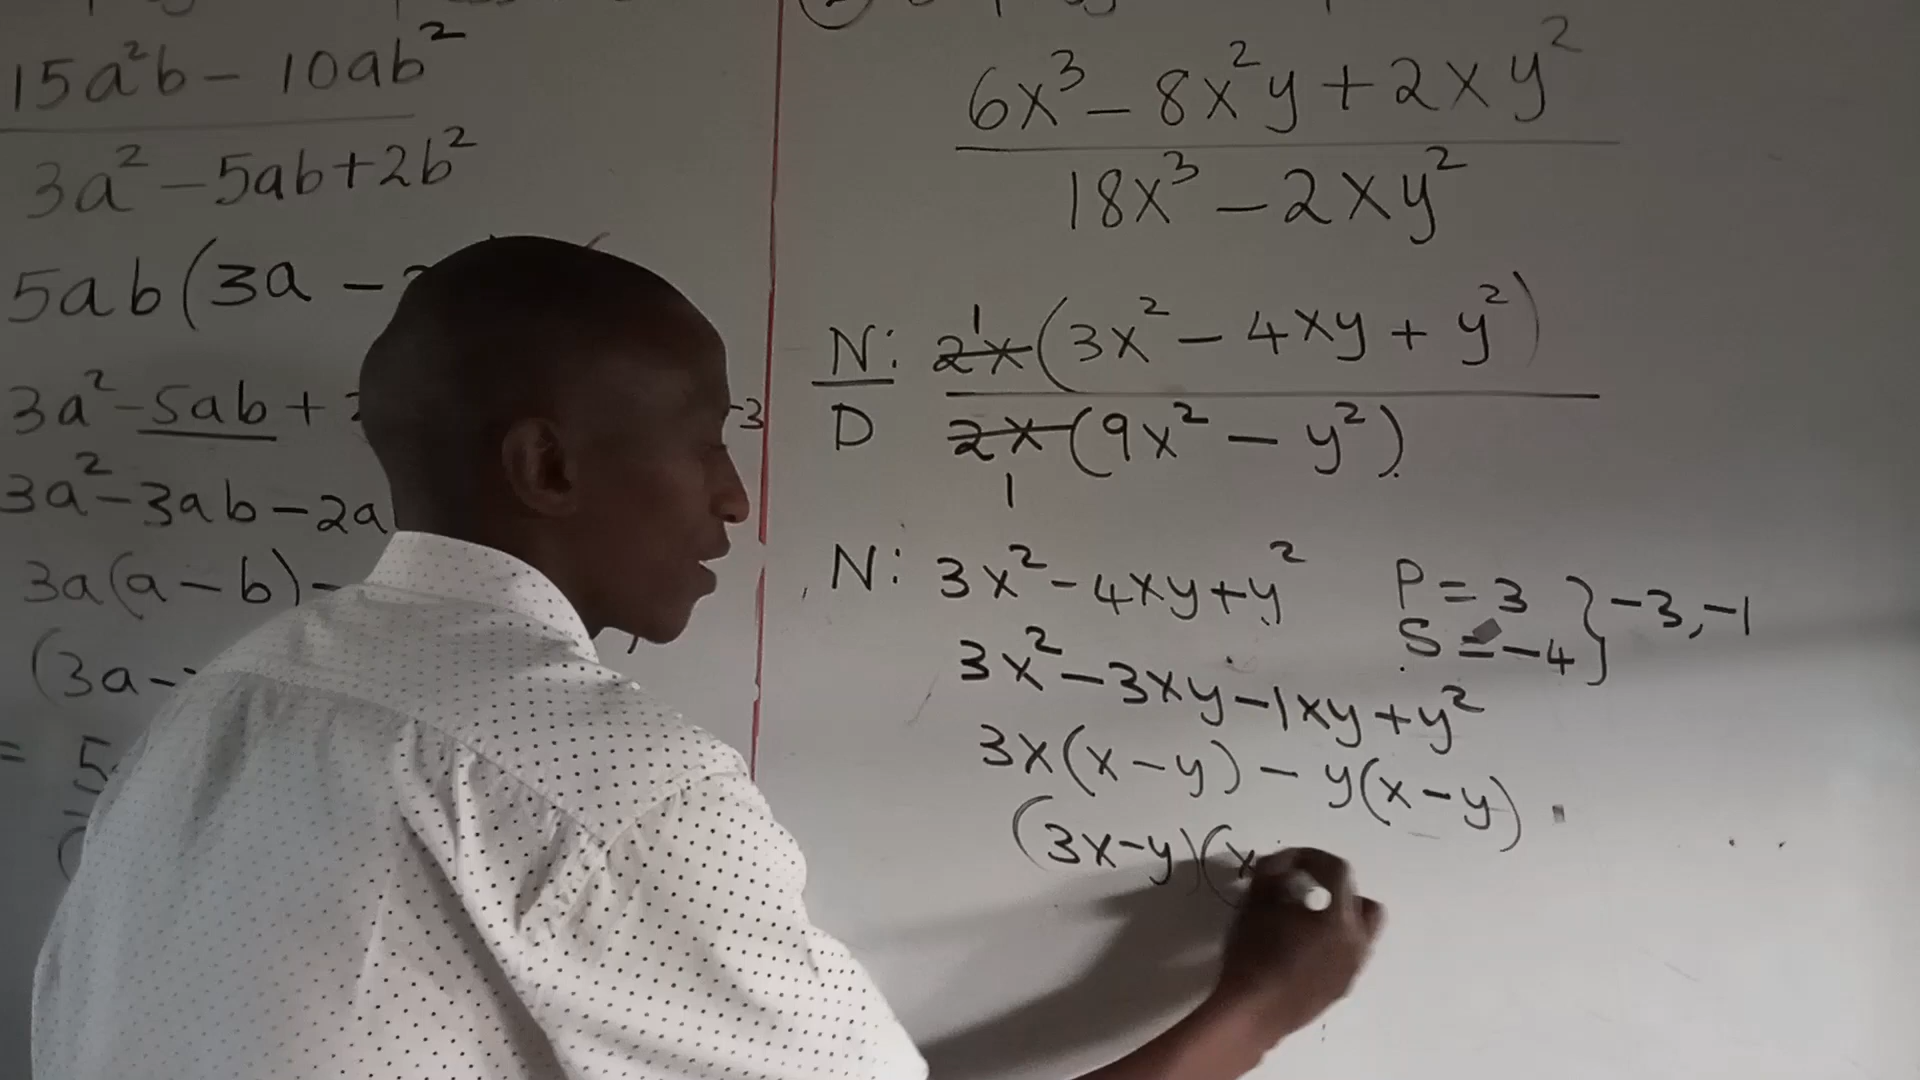 15a²b - 10ab²
3a² - 5ab + 2b²
5ab(3a -
3a² - 5ab +
-3
3a² - 3ab - 2a
3a(a - b) -
(3a -
= 5
6x³ - 8x²y + 2xy²
18x³ - 2xy²
1
N: 2x(3x² - 4xy + y²)
D 2x(9x² - y²)
1
N: 3x² - 4xy + y² P = 3 } -3, -1
S = -4
3x² - 3xy - 1xy + y²
3x(x - y) - y(x - y)
(3x - y)(x